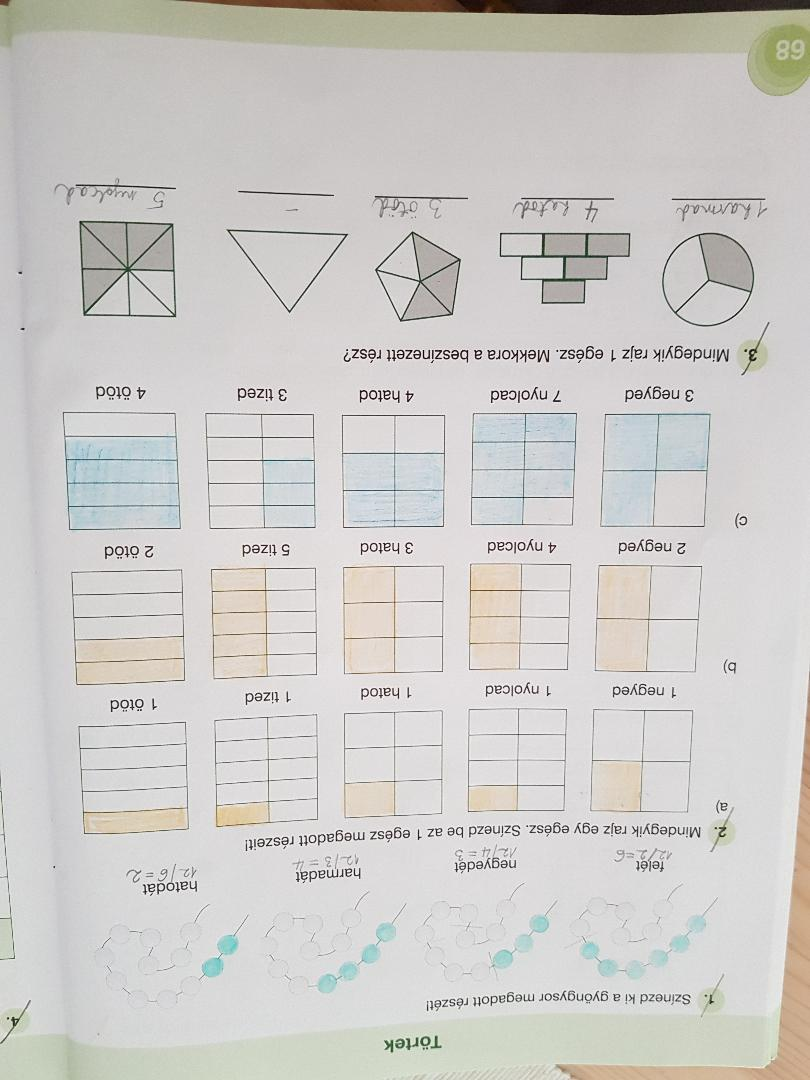 Törtek
1. Színezd ki a gyöngysor megadott részét!
felét negyedét harmadát hatodát
12/2=6 12/4=3 12/3=4 12/6=2
2. Mindegyik rajz egy egész. Színezd be az 1 egész megadott részeit!
a)
1 negyed 1 nyolcad 1 hatod 1 tized 1 ötöd
b)
2 negyed 4 nyolcad 3 hatod 5 tized 2 ötöd
c)
3 negyed 7 nyolcad 4 hatod 3 tized 4 ötöd
3. Mindegyik rajz 1 egész. Mekkora a beszínezett rész?
1 harmad 4 hatod 3 ötöd – 5 nyolcad
68
4.